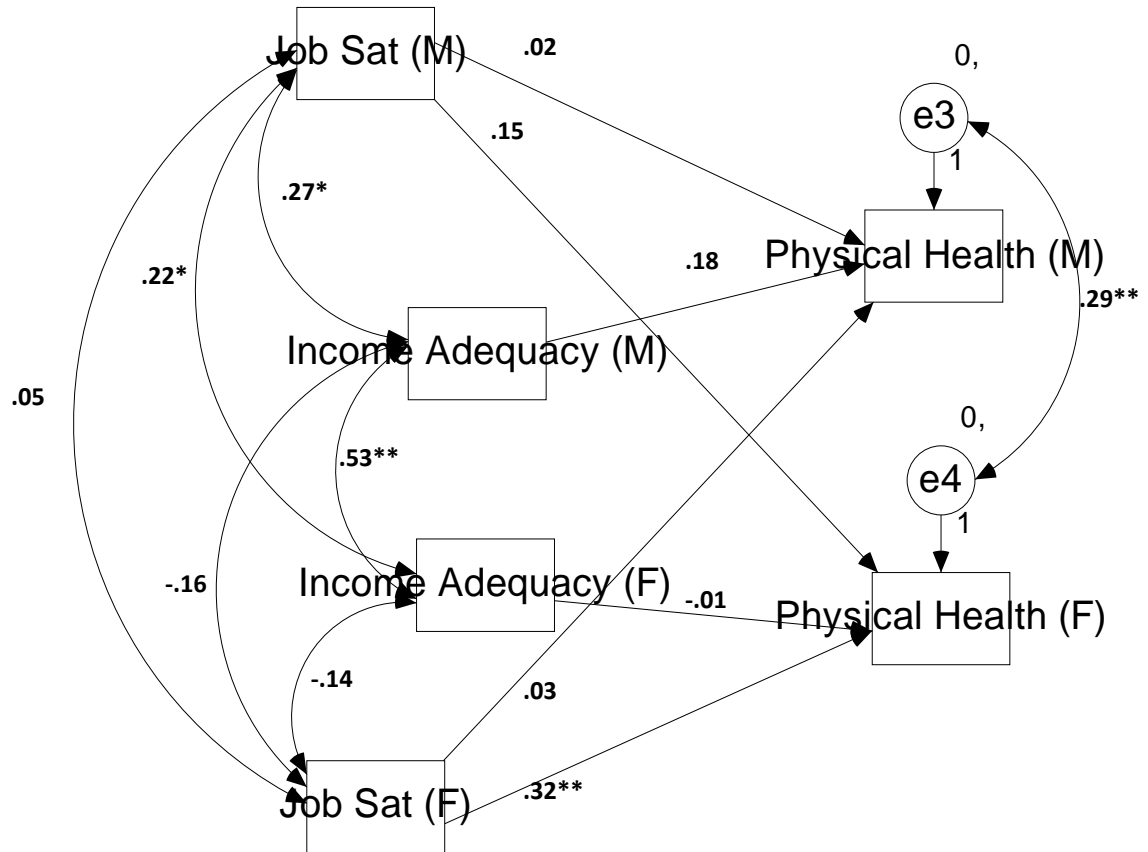 Job Sat (M)
.02
0,
e3
.15
1
.27*
Physical Health (M)
.18
.22*
.29**
Income Adequacy (M)
.05
0,
.53**
e4
1
-.16
Income Adequacy (F)
-.01
Physical Health (F)
-.14
.03
.32**
Job Sat (F)